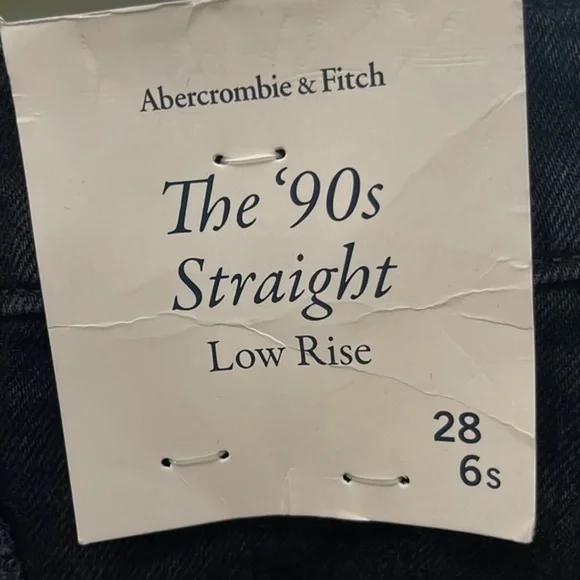 Abercrombie & Fitch
The ‘90s
Straight
Low Rise
28
6s